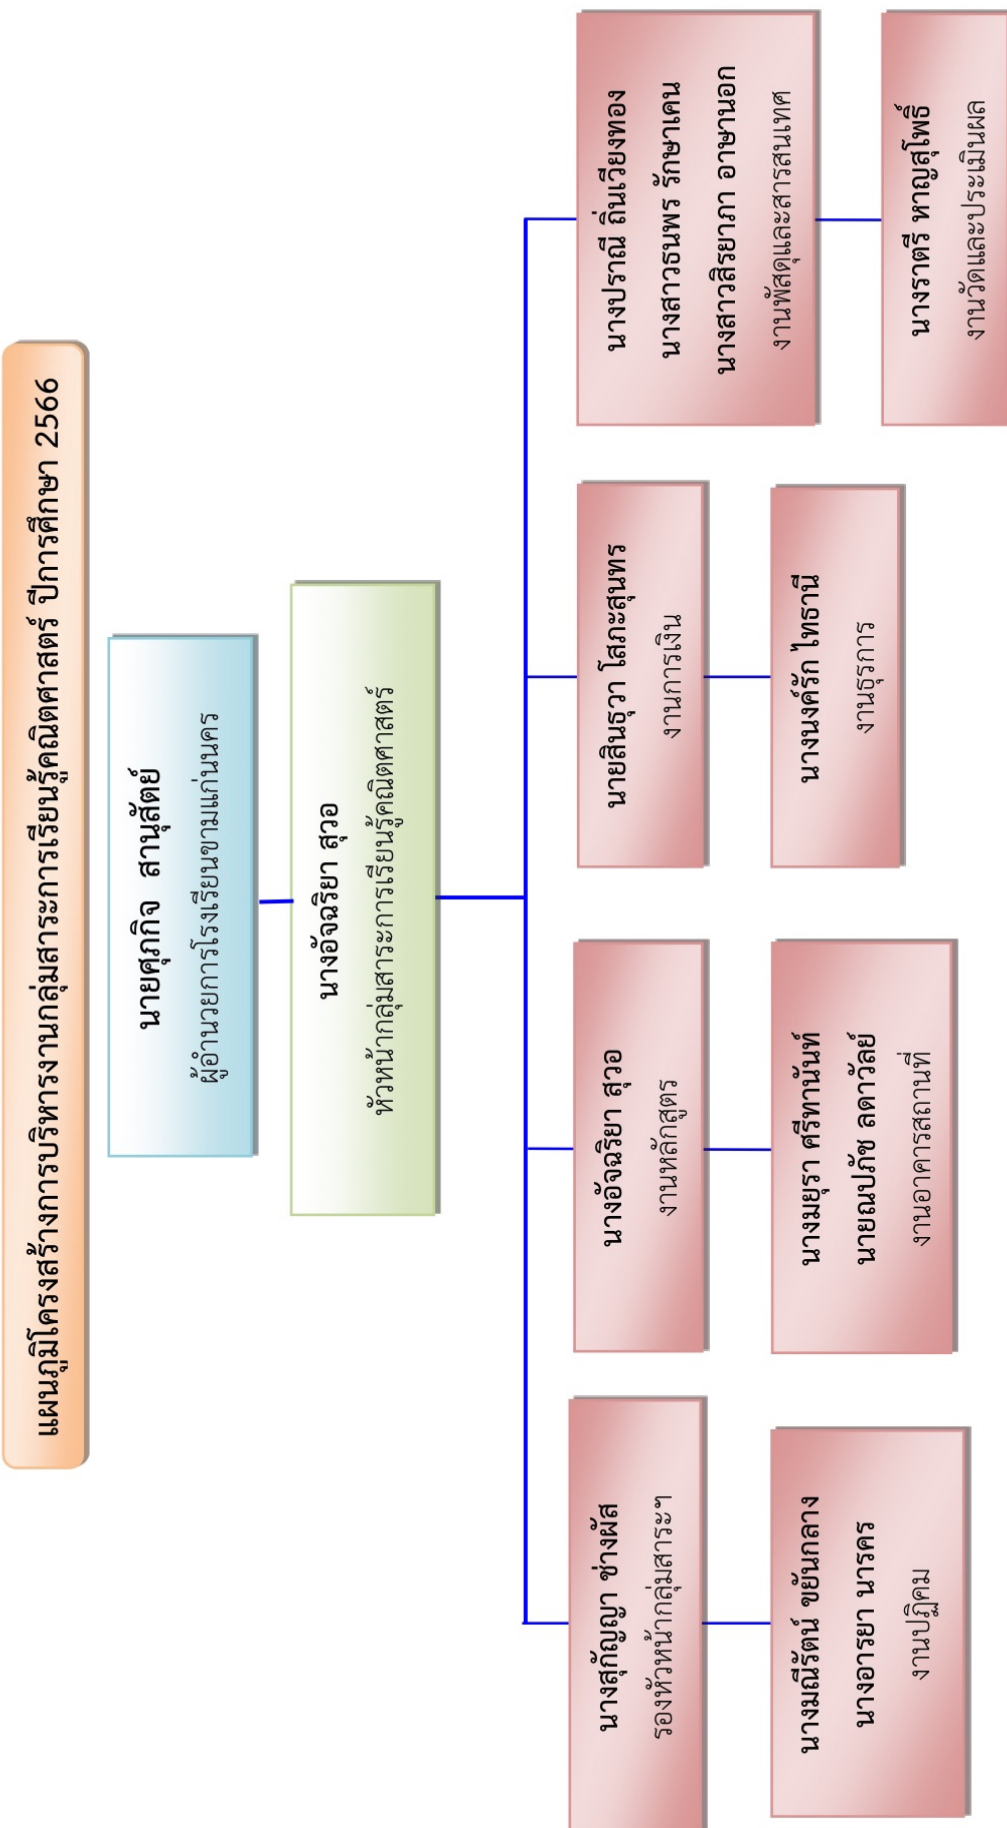 แผนภูมิโครงสร้างการบริหารงานกลุ่มสาระการเรียนรู้คณิตศาสตร์ ปีการศึกษา 2566
นายศุภกิจ สานุสัตย์
ผู้อำนวยการโรงเรียนขามแก่นนคร
นางอัจฉริยา สุวอ
หัวหน้ากลุ่มสาระการเรียนรู้คณิตศาสตร์
นางสุกัญญา ช่างผัส
รองหัวหน้ากลุ่มสาระฯ
นางอัจฉริยา สุวอ
งานหลักสูตร
นายสินธุวา โสภะสุนทร
งานการเงิน
นางปราณี ถิ่นเวียงทอง
นางสาวธนพร รักษาเคน
นางสาวสิรยาภา อาษานอก
งานพัสดุและสารสนเทศ
นางมณีรัตน์ ขยันกลาง
นางอารยา นารคร
งานปฏิคม
นางมยุรา ศรีทานันท์
นายณปภัช ลดาวัลย์
งานอาคารสถานที่
นางนงค์รัก ไทธานี
งานธุรการ
นางราตรี หาญสุโพธิ์
งานวัดและประเมินผล